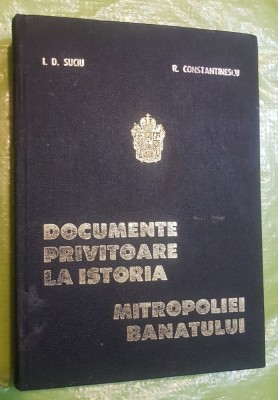 I. D. SUCIU
R. CONSTANTINESCU
DOCUMENTE
PRIVITOARE
LA ISTORIA
MITROPOLIEI
BANATULUI